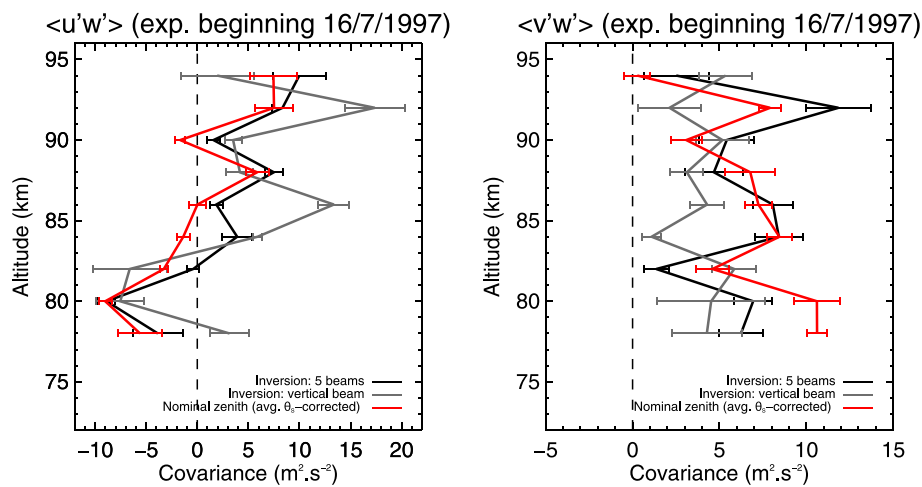 <u'w'> (exp. beginning 16/7/1997)
95
90
85
80
75
Altitude (km)
Inversion: 5 beams
Inversion: vertical beam
Nominal zenith (avg. θₛ–corrected)
−10 −5 0 5 10 15 20
Covariance (m².s⁻²)
<v'w'> (exp. beginning 16/7/1997)
95
90
85
80
75
Altitude (km)
Inversion: 5 beams
Inversion: vertical beam
Nominal zenith (avg. θₛ–corrected)
−5 0 5 10 15
Covariance (m².s⁻²)